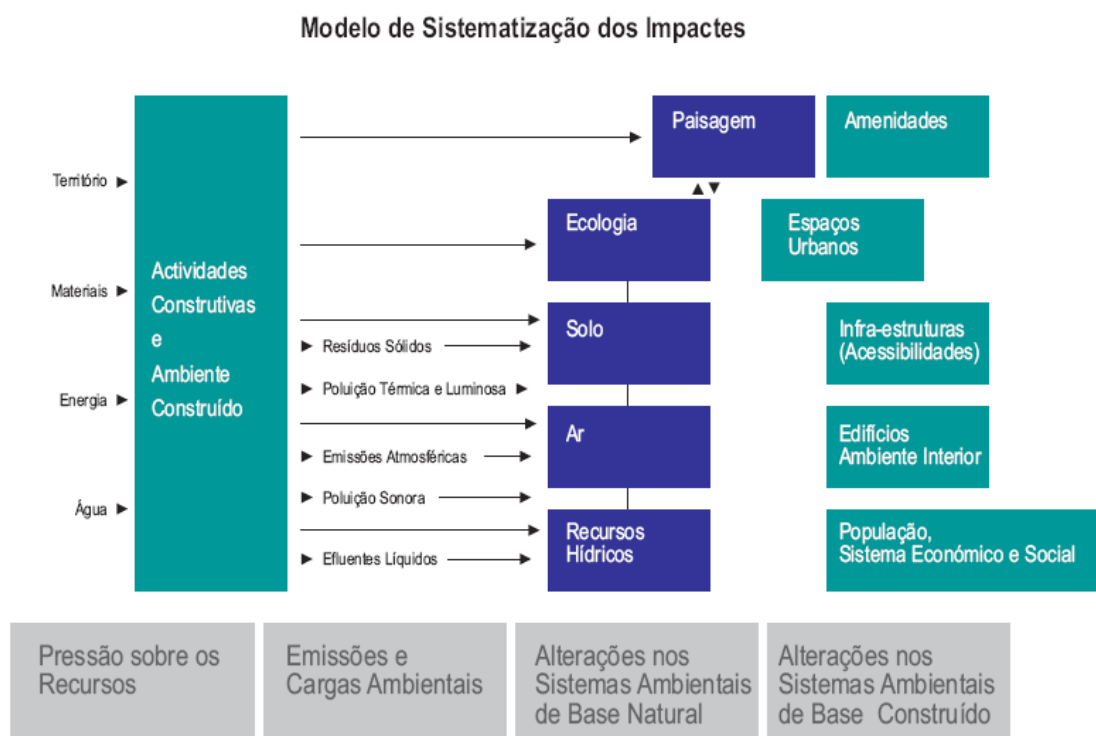 Modelo de Sistematização dos Impactes
Território
Materiais
Energia
Água
Actividades
Construtivas
e
Ambiente
Construído
Resíduos Sólidos
Poluição Térmica e Luminosa
Emissões Atmosféricas
Poluição Sonora
Efluentes Líquidos
Paisagem
Ecologia
Solo
Ar
Recursos
Hídricos
Amenidades
Espaços
Urbanos
Infra-estruturas
(Acessibilidades)
Edifícios
Ambiente Interior
População,
Sistema Económico e Social
Pressão sobre os
Recursos
Emissões e
Cargas Ambientais
Alterações nos
Sistemas Ambientais
de Base Natural
Alterações nos
Sistemas Ambientais
de Base Construído